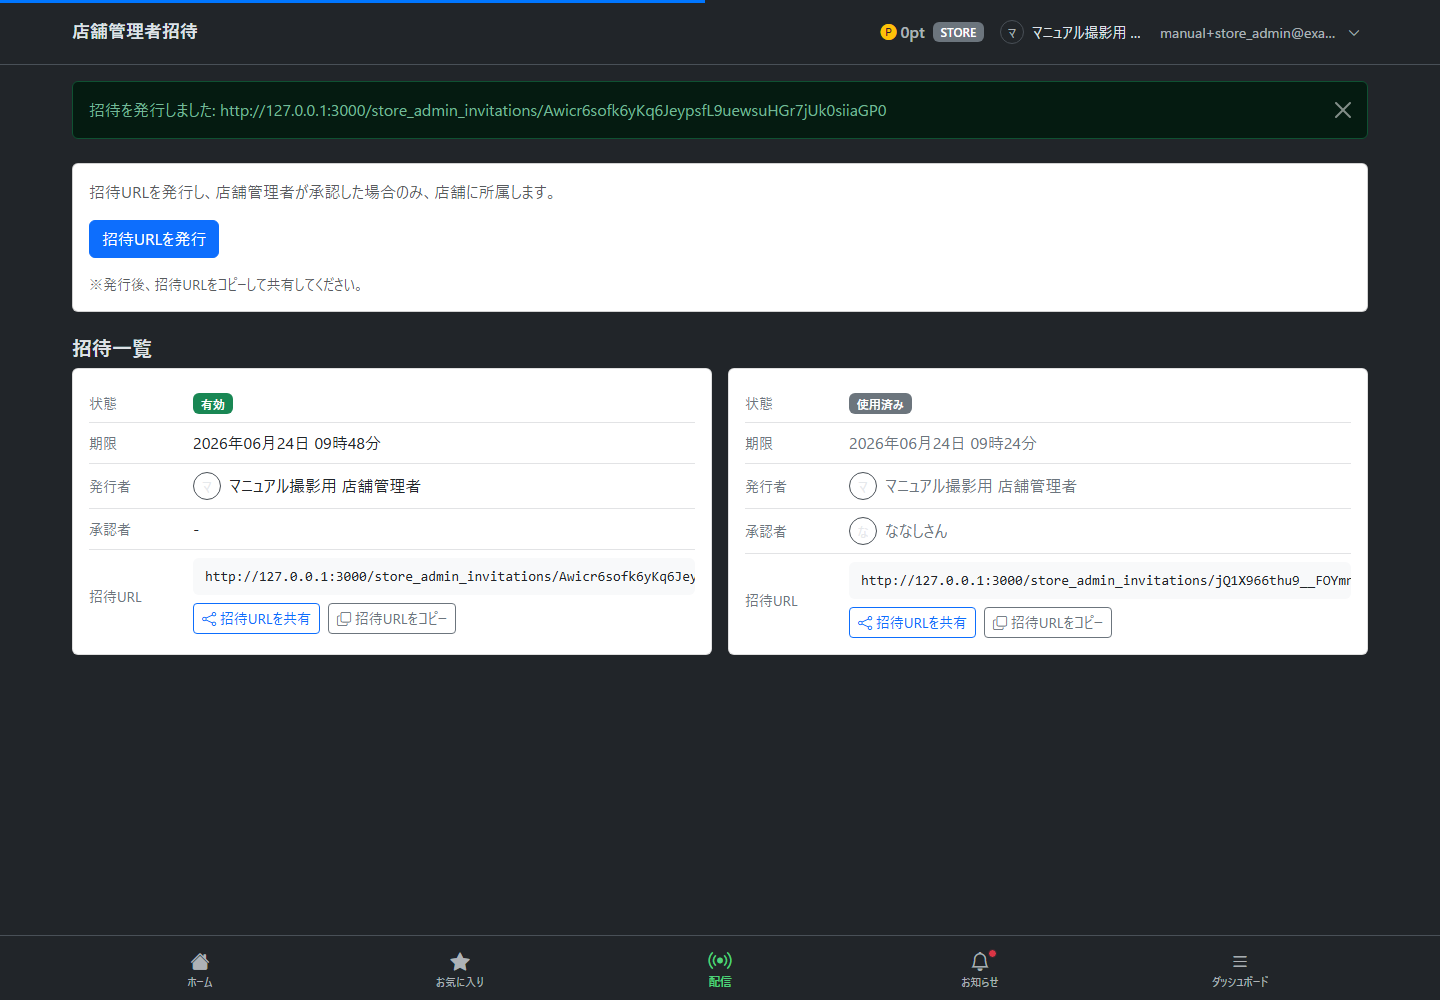 店舗管理者招待
P 0pt STORE マ マニュアル撮影用 ... manual+store_admin@exa...
招待を発行しました: http://127.0.0.1:3000/store_admin_invitations/Awicr6sofk6yKq6JeypsfL9uewsuHGr7jUk0siiaGP0
招待URLを発行し、店舗管理者が承認した場合のみ、店舗に所属します。
招待URLを発行
※発行後、招待URLをコピーして共有してください。
招待一覧
状態 有効
期限 2026年06月24日 09時48分
発行者 マ マニュアル撮影用 店舗管理者
承認者 -
招待URL http://127.0.0.1:3000/store_admin_invitations/Awicr6sofk6yKq6Jey
招待URLを共有 招待URLをコピー
状態 使用済み
期限 2026年06月24日 09時24分
発行者 マ マニュアル撮影用 店舗管理者
承認者 な ななしさん
招待URL http://127.0.0.1:3000/store_admin_invitations/jQ1X966thu9__FOYmr
招待URLを共有 招待URLをコピー
ホーム お気に入り 配信 お知らせ ダッシュボード